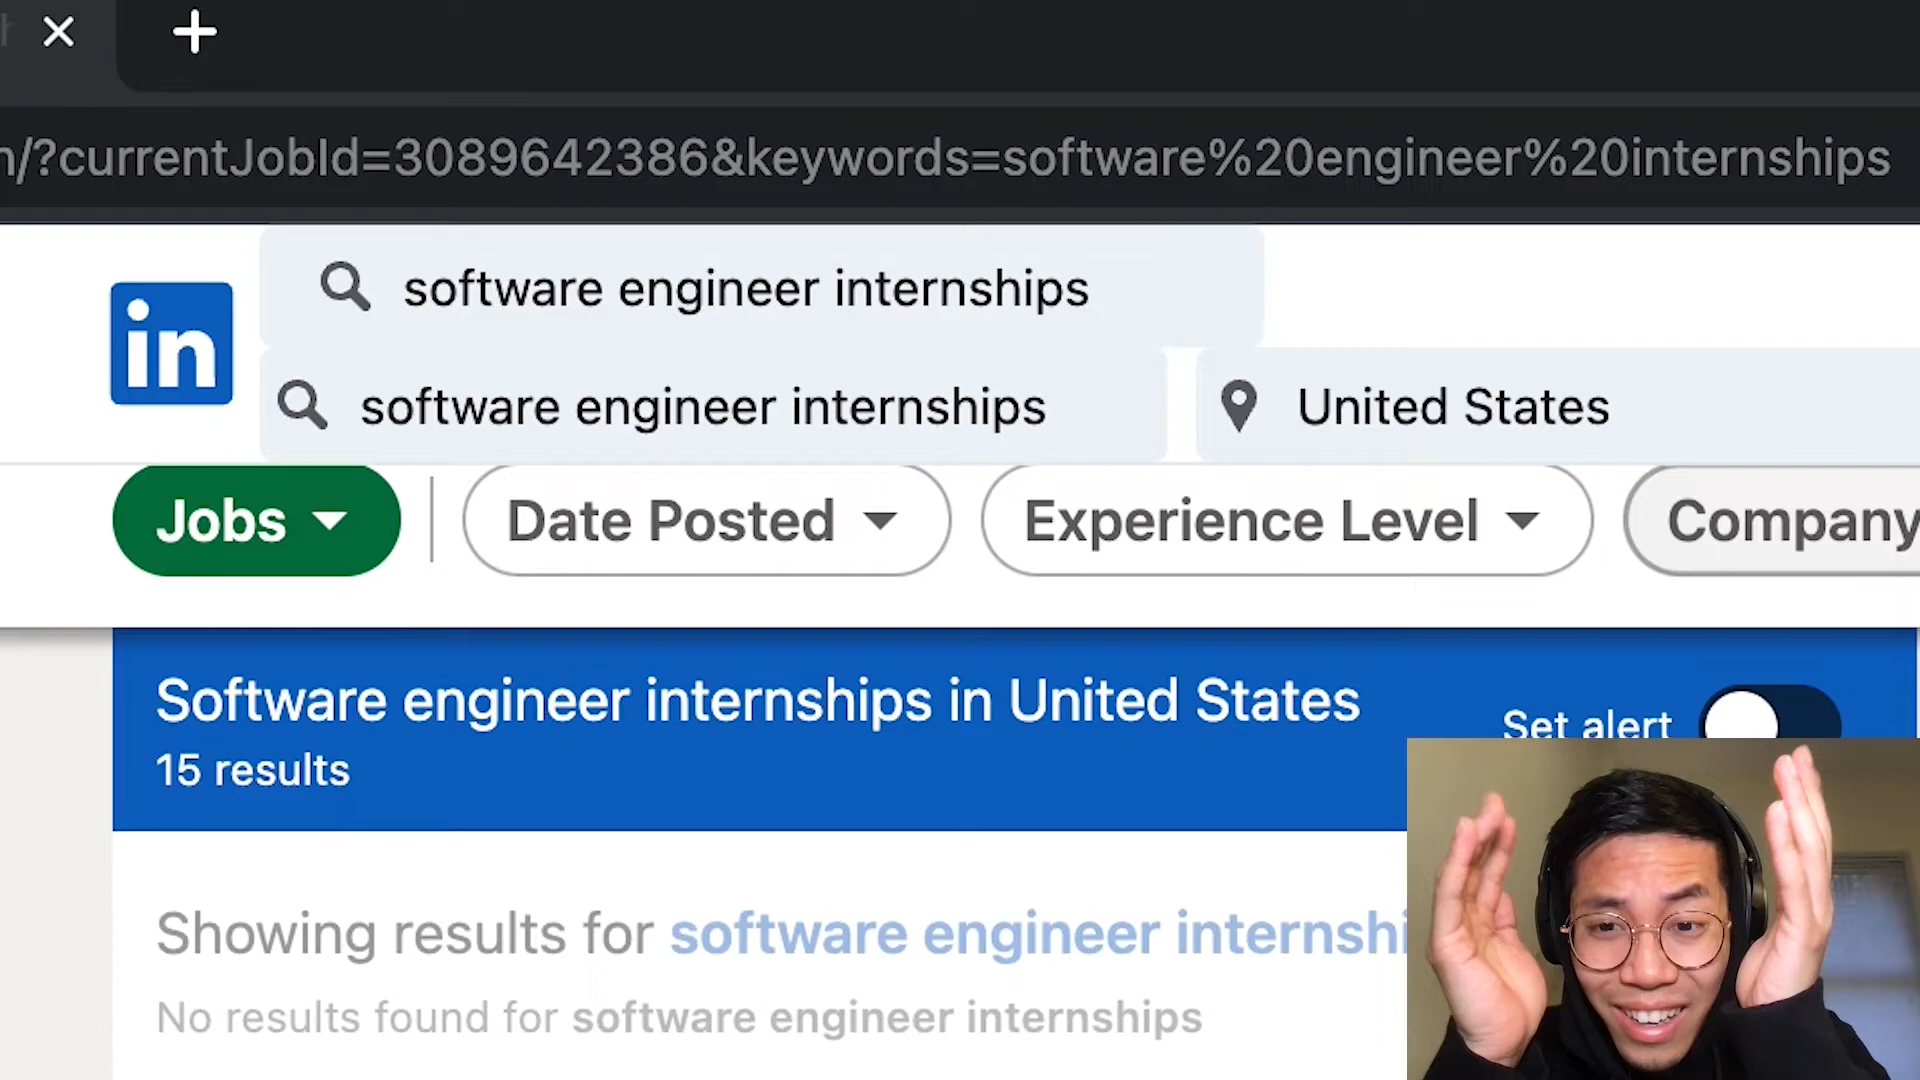 n/?currentJobId=3089642386&keywords=software%20engineer%20internships
in
software engineer internships
software engineer internships
United States
Jobs
Date Posted
Experience Level
Company
Software engineer internships in United States
15 results
Set alert
Showing results for software engineer internshi
No results found for software engineer internships